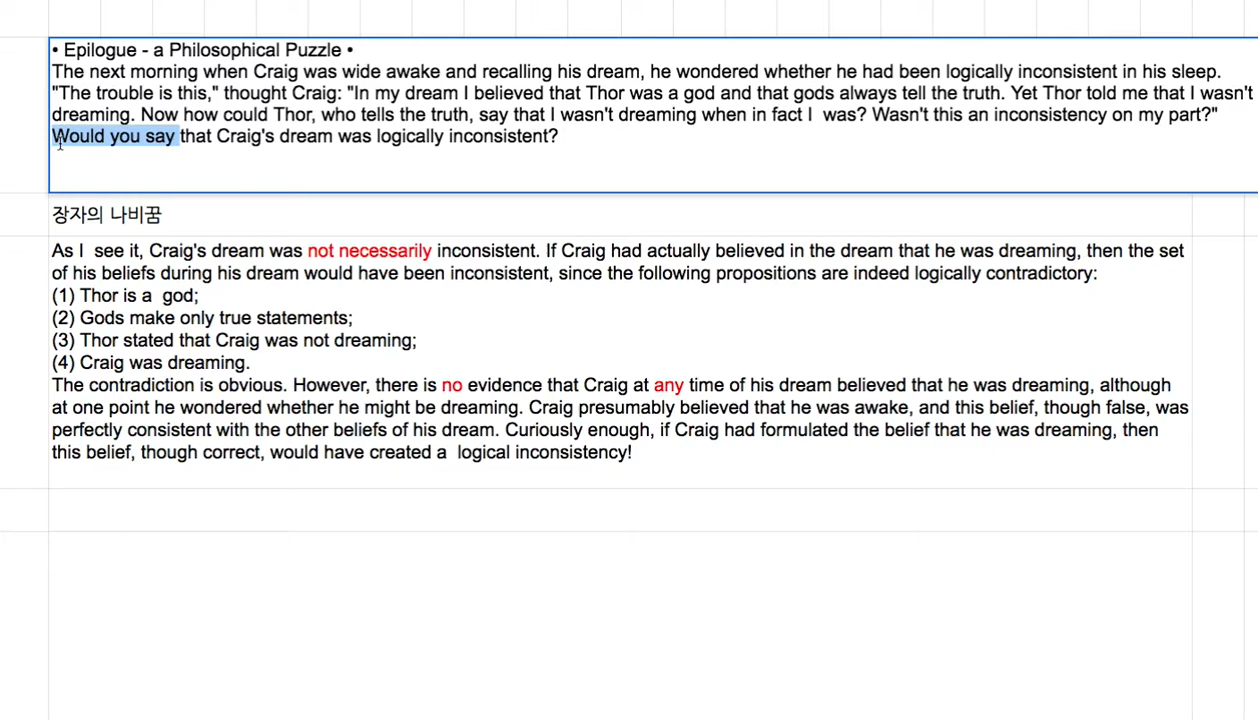 • Epilogue - a Philosophical Puzzle •
The next morning when Craig was wide awake and recalling his dream, he wondered whether he had been logically inconsistent in his sleep.
"The trouble is this," thought Craig: "In my dream I believed that Thor was a god and that gods always tell the truth. Yet Thor told me that I wasn't
dreaming. Now how could Thor, who tells the truth, say that I wasn't dreaming when in fact I  was? Wasn't this an inconsistency on my part?"
Would you say that Craig's dream was logically inconsistent?
장자의 나비꿈
As I  see it, Craig's dream was not necessarily inconsistent. If Craig had actually believed in the dream that he was dreaming, then the set
of his beliefs during his dream would have been inconsistent, since the following propositions are indeed logically contradictory:
(1) Thor is a  god;
(2) Gods make only true statements;
(3) Thor stated that Craig was not dreaming;
(4) Craig was dreaming.
The contradiction is obvious. However, there is no evidence that Craig at any time of his dream believed that he was dreaming, although
at one point he wondered whether he might be dreaming. Craig presumably believed that he was awake, and this belief, though false, was
perfectly consistent with the other beliefs of his dream. Curiously enough, if Craig had formulated the belief that he was dreaming, then
this belief, though correct, would have created a  logical inconsistency!